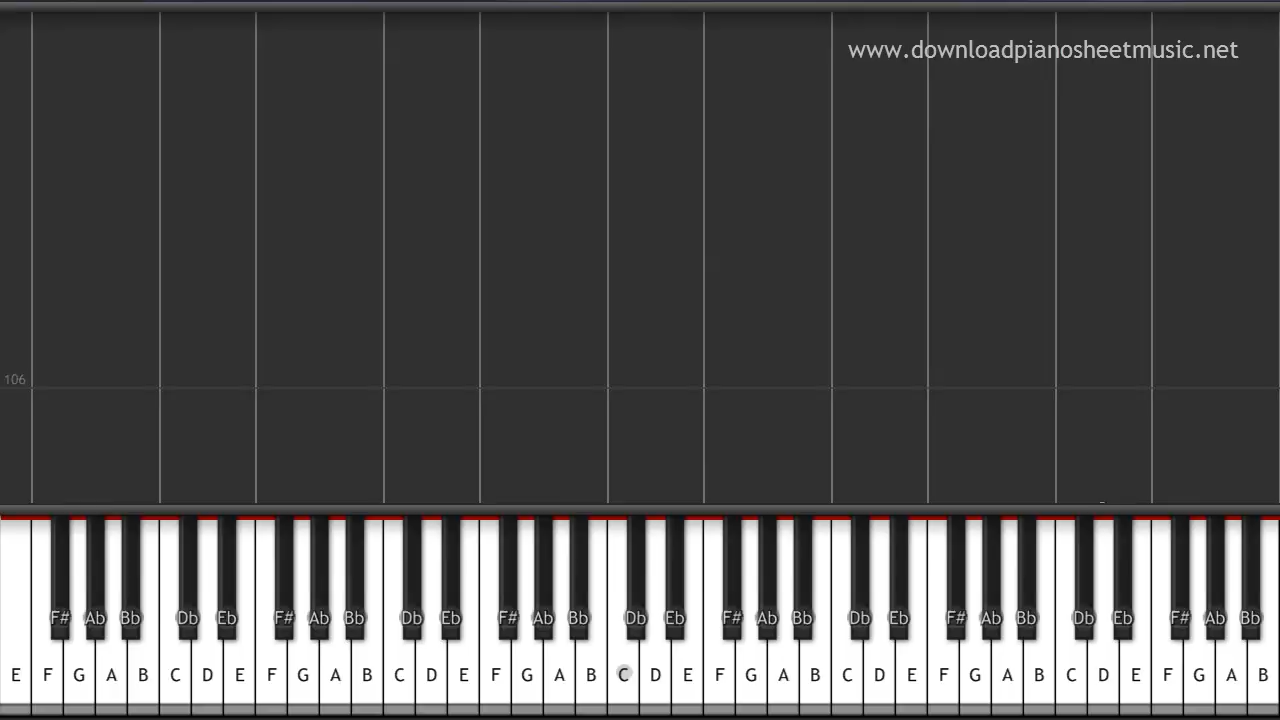 www.downloadpianosheetmusic.net
106
F# Ab Bb Db Eb F# Ab Bb Db Eb F# Ab Bb Db Eb F# Ab Bb Db Eb F# Ab Bb Db Eb F# Ab Bb
E F G A B C D E F G A B C D E F G A B C D E F G A B C D E F G A B C D E F G A B